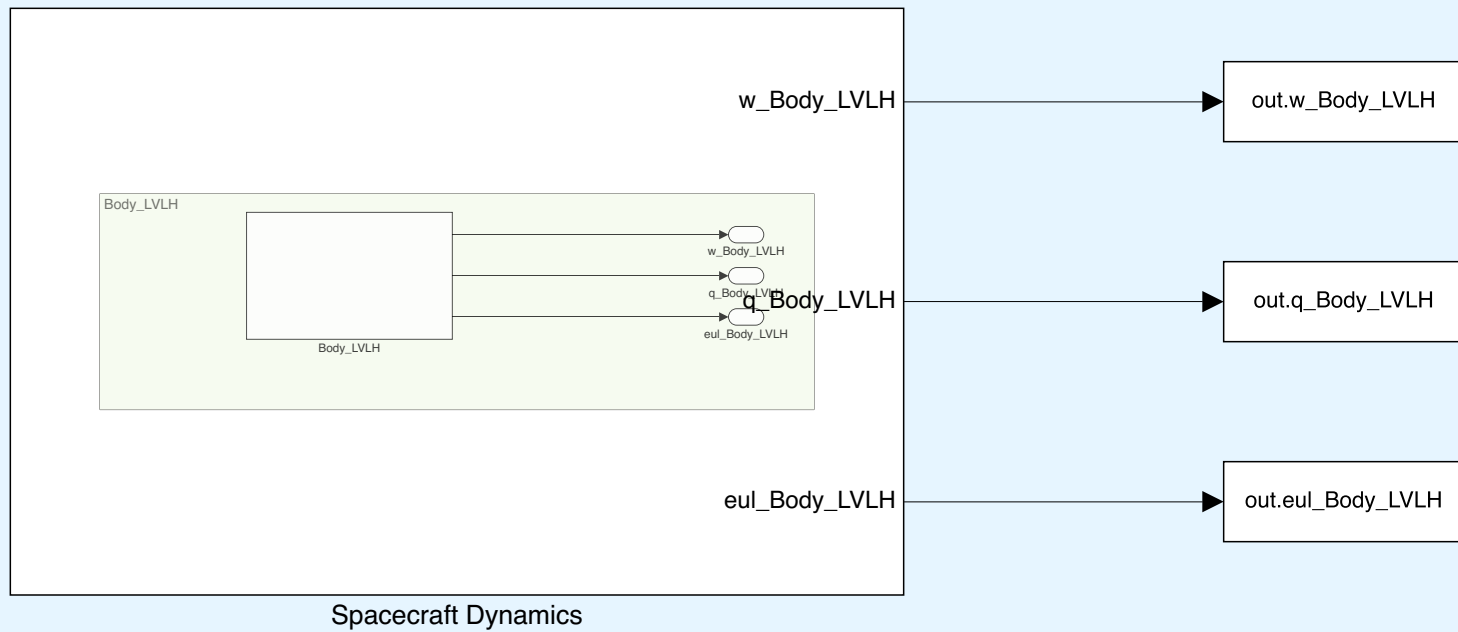 w_Body_LVLH
out.w_Body_LVLH
Body_LVLH
w_Body_LVLH
q_Body_LVLH
q_Body_LVLH
out.q_Body_LVLH
eul_Body_LVLH
Body_LVLH
eul_Body_LVLH
out.eul_Body_LVLH
Spacecraft Dynamics